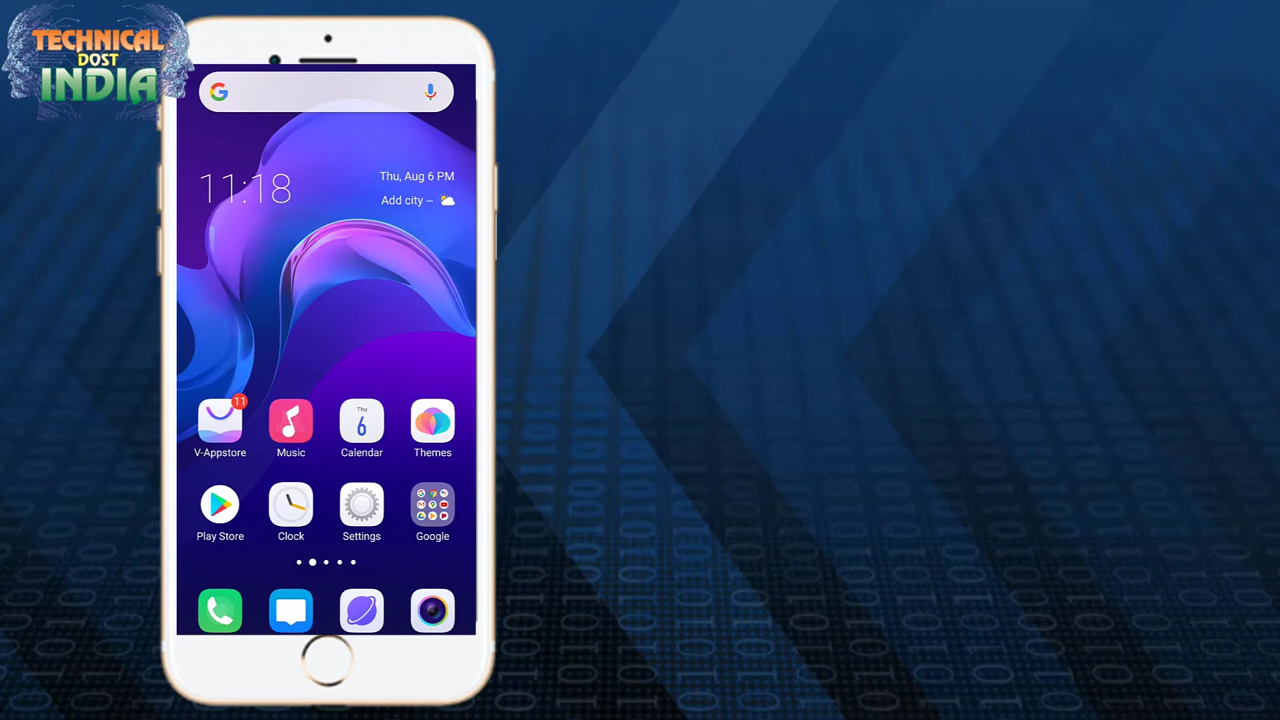 TECHNICAL
DOST
INDIA
11:18
Thu, Aug 6 PM
Add city –
11
Thu
6
V-Appstore
Music
Calendar
Themes
Play Store
Clock
Settings
Google